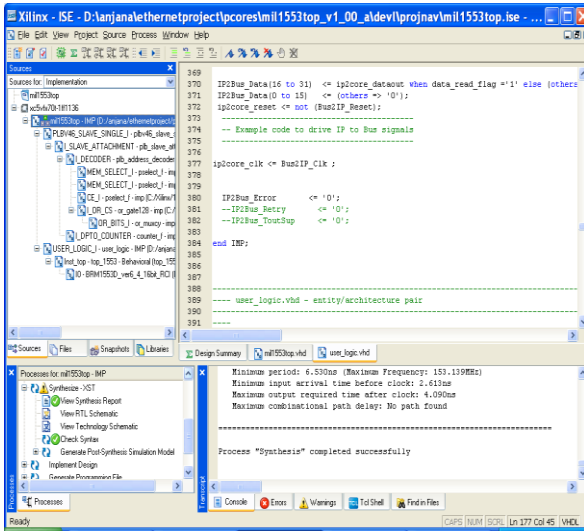 Xilinx - ISE - D:\anjana\ethernetproject\pcores\mil1553top_v1_00_a\devl\projnav\mil1553top.ise - ...
File Edit View Project Source Process Window Help
Sources
Sources for: Implementation
mil1553top
xc5vfx70t-1ff1136
mil1553top - IMP (D:/anjana/ethernetproject/p
PLBV46_SLAVE_SINGLE_I - plbv46_slave_s
I_SLAVE_ATTACHMENT - plb_slave_att
I_DECODER - plb_address_decoder
MEM_SELECT_I - pselect_f - imp
MEM_SELECT_I - pselect_f - imp
CE_I - pselect_f - imp (C:/Xilinx/1
I_OR_CS - or_gate128 - imp (C:/
OR_BITS_I - or_muxcy - imp
I_DPTO_COUNTER - counter_f - imp
USER_LOGIC_I - user_logic - IMP (D:/anjana
Inst_top - top_1553 - Behavioral (top_155
I0 - BRM1553D_ver6_4_16bit_RCI (
Sources Files Snapshots Libraries
369
370 IP2Bus_Data(16 to 31) <= ip2core_dataout when data_read_flag ='1' else (others
371 IP2Bus_Data(0 to 15) <= (others => '0');
372 ip2core_reset <= not (Bus2IP_Reset);
373 ------------------------------------------
374 -- Example code to drive IP to Bus signals
375 ------------------------------------------
376
377 ip2core_clk <= Bus2IP_Clk ;
378
379
380 IP2Bus_Error <= '0';
381 --IP2Bus_Retry <= '0';
382 --IP2Bus_ToutSup <= '0';
383
384 end IMP;
385
386
387
388 ------------------------------------------------------------------------------
389 ---- user_logic.vhd - entity/architecture pair
390 ------------------------------------------------------------------------------
391 ----
Design Summary mil1553top.vhd user_logic.vhd
Processes
Processes for: mil1553top - IMP
Synthesize - XST
View Synthesis Report
View RTL Schematic
View Technology Schematic
Check Syntax
Generate Post-Synthesis Simulation Model
Implement Design
Generate Programming File
Processes
Transcript
Minimum period: 6.530ns (Maximum Frequency: 153.139MHz)
Minimum input arrival time before clock: 2.613ns
Maximum output required time after clock: 4.090ns
Maximum combinational path delay: No path found
=========================================================================
Process "Synthesis" completed successfully
Console Errors Warnings Tcl Shell Find in Files
Ready
CAPS NUM SCRL Ln 177 Col 45 VHDL